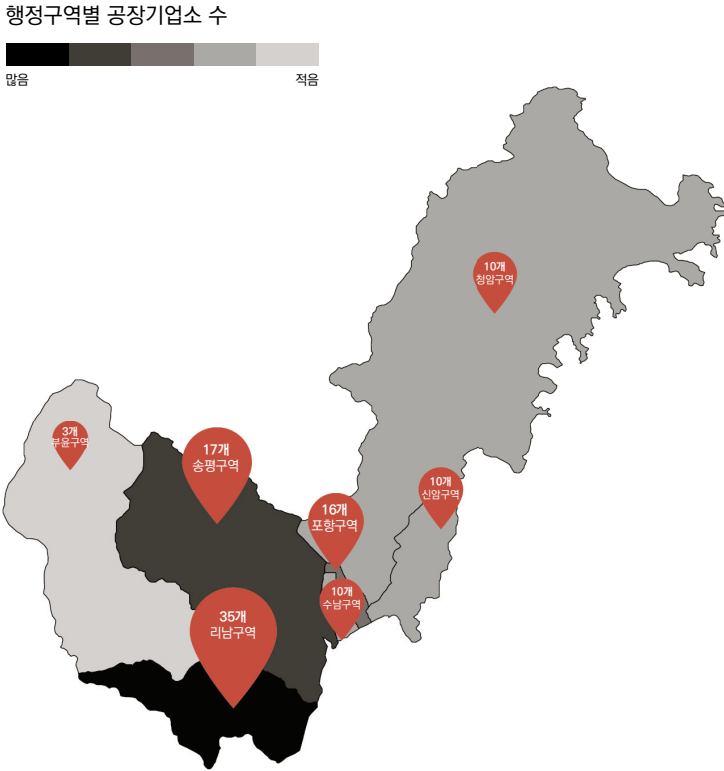 행정구역별 공장기업소 수
많음
적음
10개
청암구역
3개
부윤구역
17개
송평구역
10개
신암구역
16개
포항구역
10개
수남구역
35개
리남구역